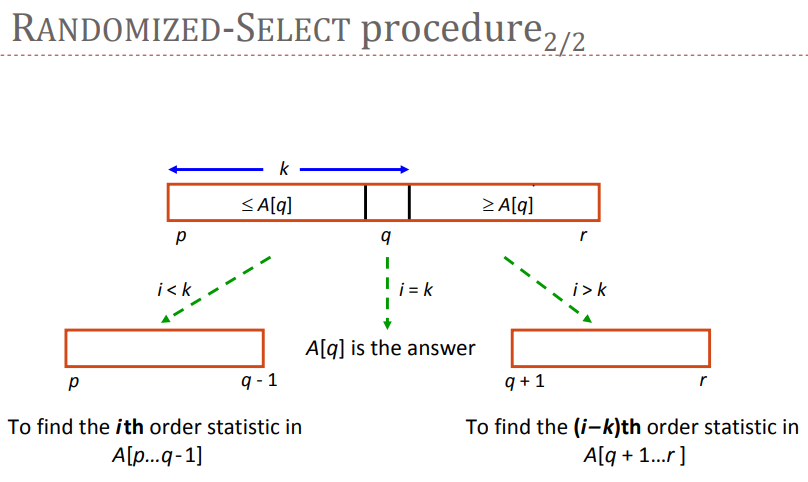 RANDOMIZED-SELECT procedure2/2
k
≤ A[q] ≥ A[q]
p q r
i < k i = k i > k
A[q] is the answer
p q - 1 q + 1 r
To find the ith order statistic in
A[p...q-1]
To find the (i−k)th order statistic in
A[q + 1...r ]